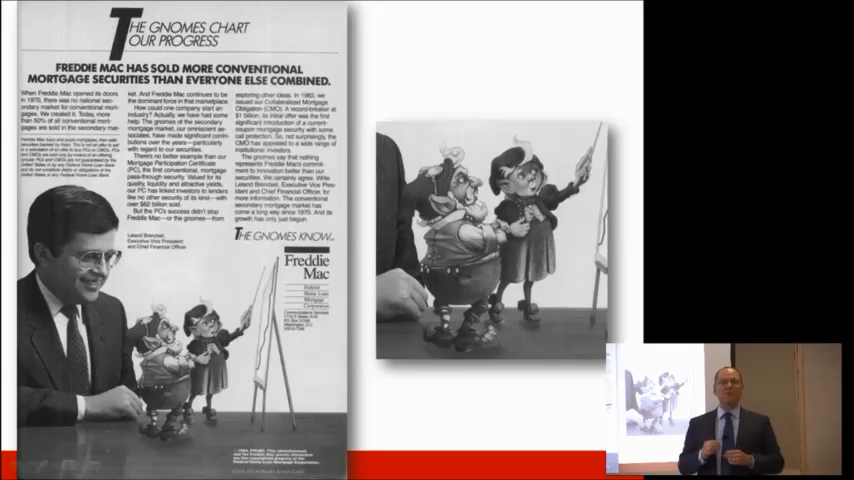 THE GNOMES CHART
OUR PROGRESS
FREDDIE MAC HAS SOLD MORE CONVENTIONAL
MORTGAGE SECURITIES THAN EVERYONE ELSE COMBINED.
When Freddie Mac opened its doors
in 1970, there was no national sec-
ondary market for conventional mort-
gages. We created it. Today, more
than 50% of all conventional mort-
gages are sold in the secondary mar-
ket. And Freddie Mac continues to be
the dominant force in that marketplace.
How could one company start an
industry? Actually, we have had some
help. The gnomes of the secondary
mortgage market, our omniscient as-
sociates, have made significant contri-
butions over the years—particularly
with regard to our securities.
There's no better example than our
Mortgage Participation Certificate
(PC), the first conventional, mortgage
pass-through security. Valued for its
quality, liquidity and attractive yields,
our PC has linked investors to lenders
like no other security of its kind—with
over $62 billion sold.
But the PC's success didn't stop
Freddie Mac—or the gnomes—from
exploring other ideas. In 1983, we
issued our Collateralized Mortgage
Obligation (CMO). A record-breaker at
$1 billion, its initial offer was the first
significant introduction of a current-
coupon mortgage security with some
call protection. So, not surprisingly, the
CMO has appealed to a wide range of
institutional investors.
The gnomes say that nothing
represents Freddie Mac's commit-
ment to innovation better than our
securities. We certainly agree. Write
Leland Brendsel, Executive Vice Pres-
ident and Chief Financial Officer, for
more information. The conventional
secondary mortgage market has
come a long way since 1970. And its
growth has only just begun.
Leland Brendsel,
Executive Vice President
and Chief Financial Officer
THE GNOMES KNOW.
Freddie
Mac
Federal
Home Loan
Mortgage
Corporation